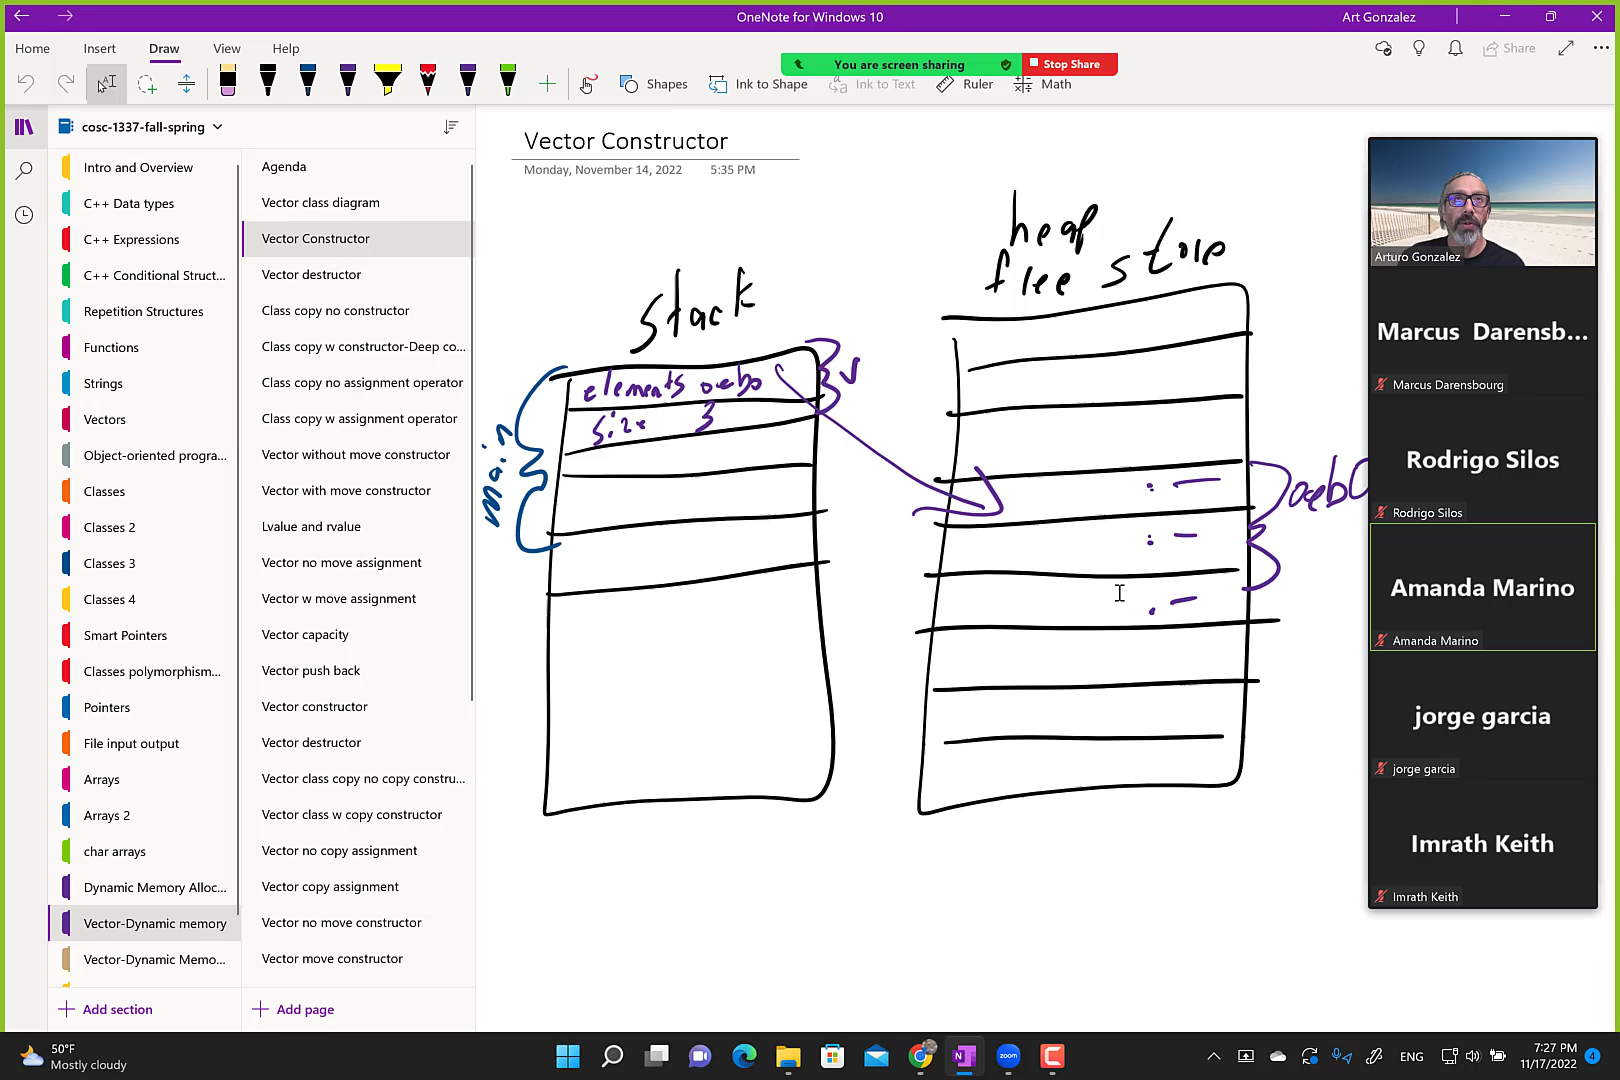 OneNote for Windows 10
Art Gonzalez
Home Insert Draw View Help
Share
You are screen sharing
Stop Share
Shapes
Ink to Shape
Ink to Text
Ruler
Math
cosc-1337-fall-spring
Intro and Overview
C++ Data types
C++ Expressions
C++ Conditional Struct...
Repetition Structures
Functions
Strings
Vectors
Object-oriented progra...
Classes
Classes 2
Classes 3
Classes 4
Smart Pointers
Classes polymorphism...
Pointers
File input output
Arrays
Arrays 2
char arrays
Dynamic Memory Alloc...
Vector-Dynamic memory
Vector-Dynamic Memo...
Add section
Agenda
Vector class diagram
Vector Constructor
Vector destructor
Class copy no constructor
Class copy w constructor-Deep co...
Class copy no assignment operator
Class copy w assignment operator
Vector without move constructor
Vector with move constructor
Lvalue and rvalue
Vector no move assignment
Vector w move assignment
Vector capacity
Vector push back
Vector constructor
Vector destructor
Vector class copy no copy constru...
Vector class w copy constructor
Vector no copy assignment
Vector copy assignment
Vector no move constructor
Vector move constructor
Add page
Vector Constructor
Monday, November 14, 2022 5:35 PM
stack
heap
free store
main
elements oxebo
size 3
v
Arturo Gonzalez
Marcus Darensb...
Marcus Darensbourg
Rodrigo Silos
Rodrigo Silos
Amanda Marino
Amanda Marino
jorge garcia
jorge garcia
Imrath Keith
Imrath Keith
50°F
Mostly cloudy
zoom
ENG
7:27 PM
11/17/2022
4